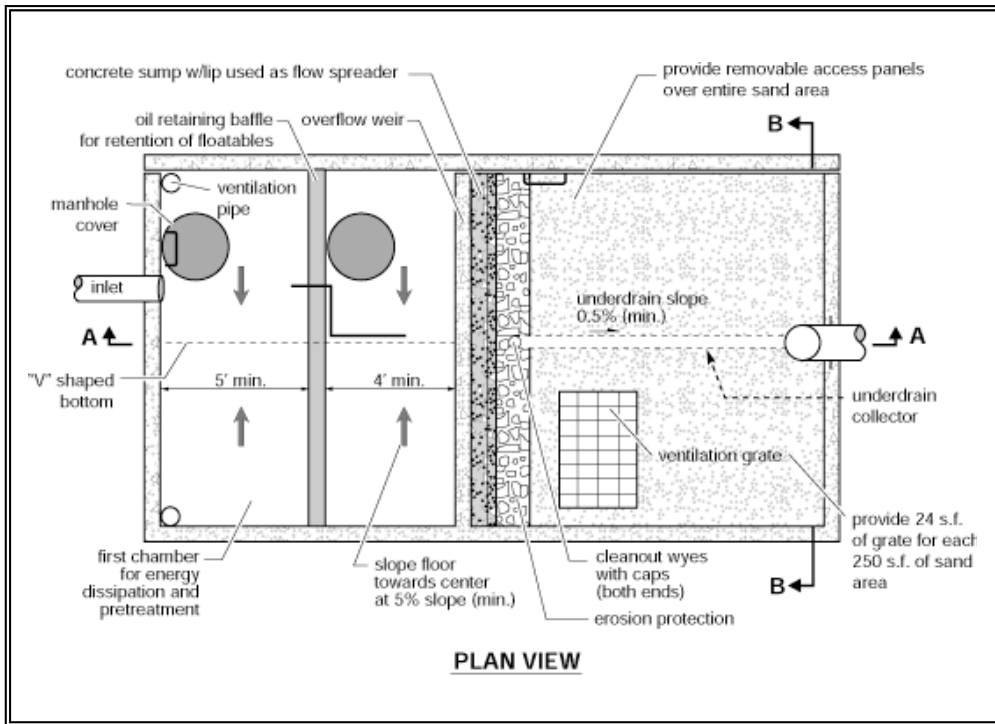 concrete sump w/lip used as flow spreader
provide removable access panels
over entire sand area
oil retaining baffle
for retention of floatables
overflow weir
B
ventilation
pipe
manhole
cover
inlet
underdrain slope
0.5% (min.)
A
A
"V" shaped
bottom
5' min.
4' min.
underdrain
collector
ventilation grate
provide 24 s.f.
of grate for each
250 s.f. of sand
area
first chamber
for energy
dissipation and
pretreatment
slope floor
towards center
at 5% slope (min.)
cleanout wyes
with caps
(both ends)
B
erosion protection
PLAN VIEW